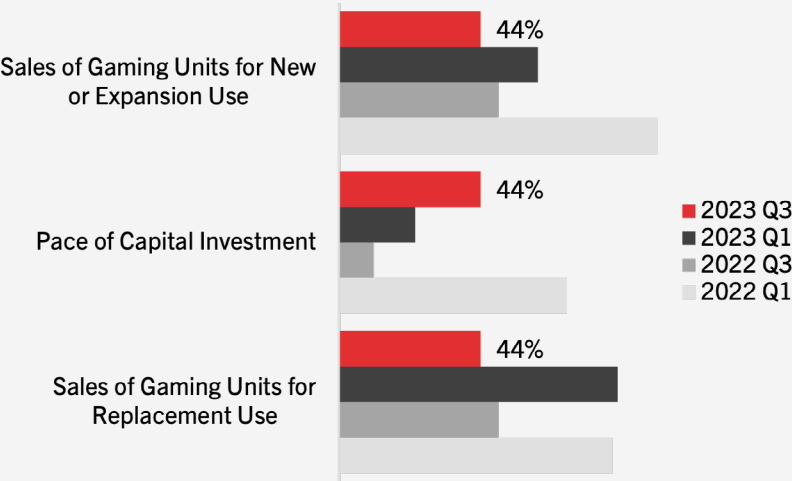 44%
Sales of Gaming Units for New
or Expansion Use
44%
Pace of Capital Investment
2023 Q3
2023 Q1
2022 Q3
2022 Q1
44%
Sales of Gaming Units for
Replacement Use